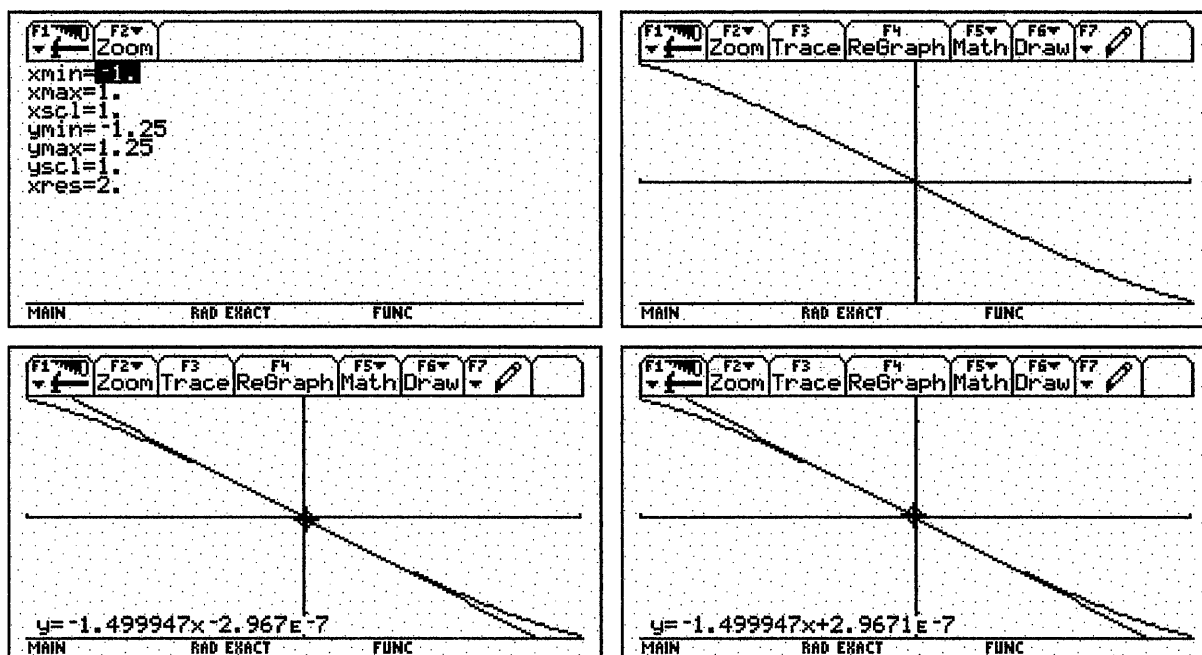 F1 F2 Zoom
xmin=-1.
xmax=1.
xscl=1.
ymin=-1.25
ymax=1.25
yscl=1.
xres=2.
MAIN RAD EXACT FUNC
F1 F2 Zoom F3 Trace F4 ReGraph F5 Math F6 Draw F7
MAIN RAD EXACT FUNC
F1 F2 Zoom F3 Trace F4 ReGraph F5 Math F6 Draw F7
y=-1.499947x-2.967E-7
MAIN RAD EXACT FUNC
F1 F2 Zoom F3 Trace F4 ReGraph F5 Math F6 Draw F7
y=-1.499947x+2.9671E-7
MAIN RAD EXACT FUNC